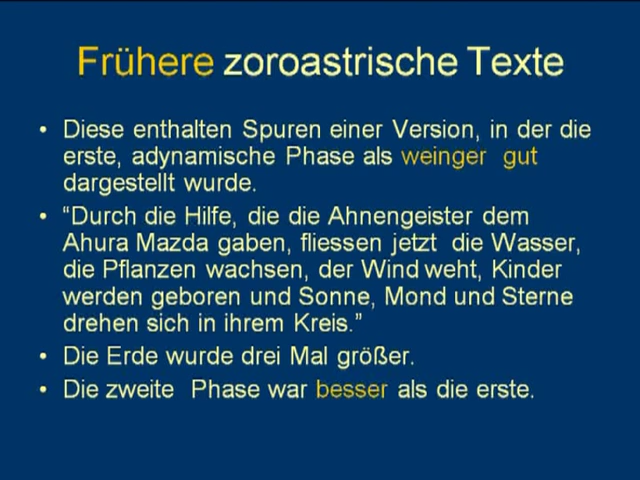 Frühere zoroastrische Texte
• Diese enthalten Spuren einer Version, in der die
erste, adynamische Phase als weinger gut
dargestellt wurde.
• “Durch die Hilfe, die die Ahnengeister dem
Ahura Mazda gaben, fliessen jetzt die Wasser,
die Pflanzen wachsen, der Wind weht, Kinder
werden geboren und Sonne, Mond und Sterne
drehen sich in ihrem Kreis.”
• Die Erde wurde drei Mal größer.
• Die zweite Phase war besser als die erste.